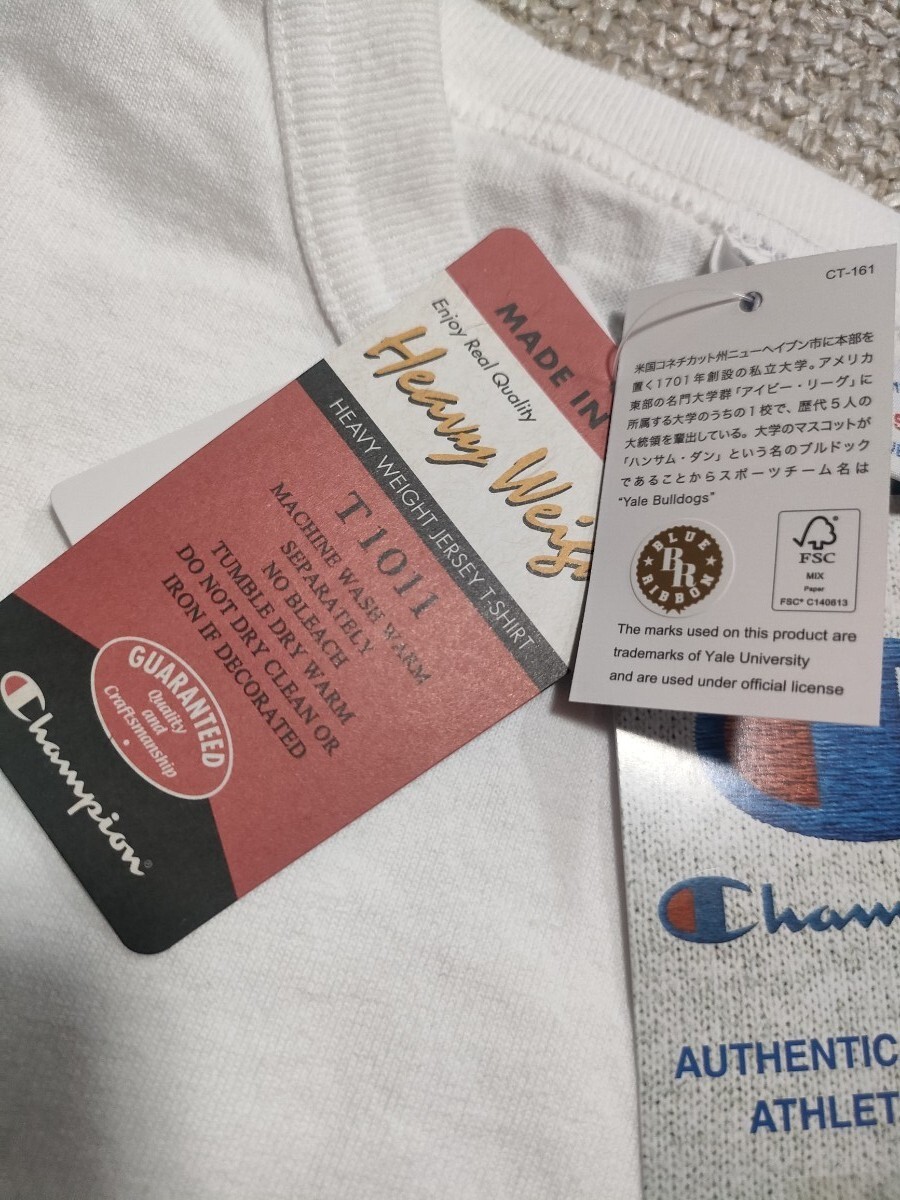 MADE IN
Enjoy Real Quality
Heavy
HEAVY WEIGHT JERSEY T-SHIRT
T 1011
MACHINE WASH WARM
SEPARATELY
NO BLEACH
TUMBLE DRY WARM
DO NOT DRY CLEAN OR
IRON IF DECORATED
GUARANTEED
Quality
and
Craftsmanship
Champion®
CT-161
米国コネチカット州ニューヘイブン市に本部を
置く1701年創設の私立大学。アメリカ
東部の名門大学群「アイビー・リーグ」に
所属する大学のうちの1校で、歴代5人の
大統領を輩出している。大学のマスコットが
「ハンサム・ダン」という名のブルドック
であることからスポーツチーム名は
“Yale Bulldogs”
BLUE
BR
RIBBON
FSC
MIX
Paper
FSC® C140613
The marks used on this product are
trademarks of Yale University
and are used under official license
Cham
AUTHENTIC
ATHLET